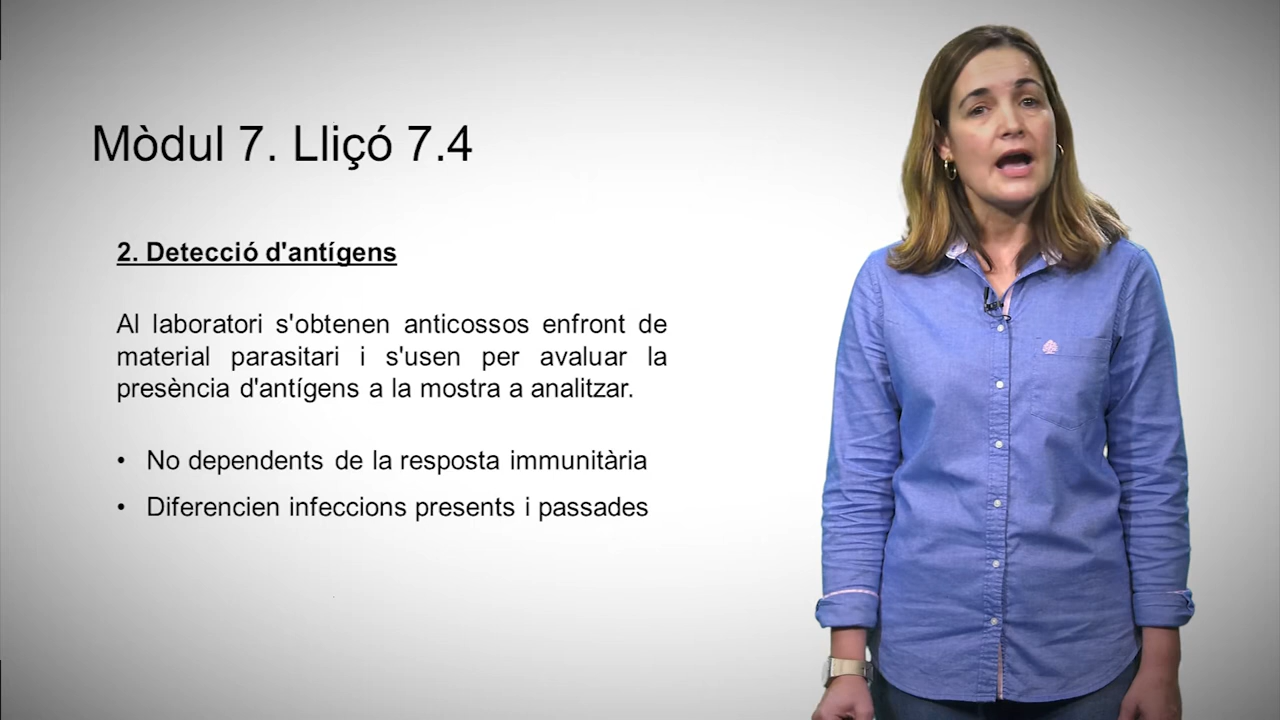 Mòdul 7. Lliçó 7.4
2. Detecció d'antígens
Al laboratori s'obtenen anticossos enfront de
material parasitari i s'usen per avaluar la
presència d'antígens a la mostra a analitzar.
• No dependents de la resposta immunitària
• Diferencien infeccions presents i passades